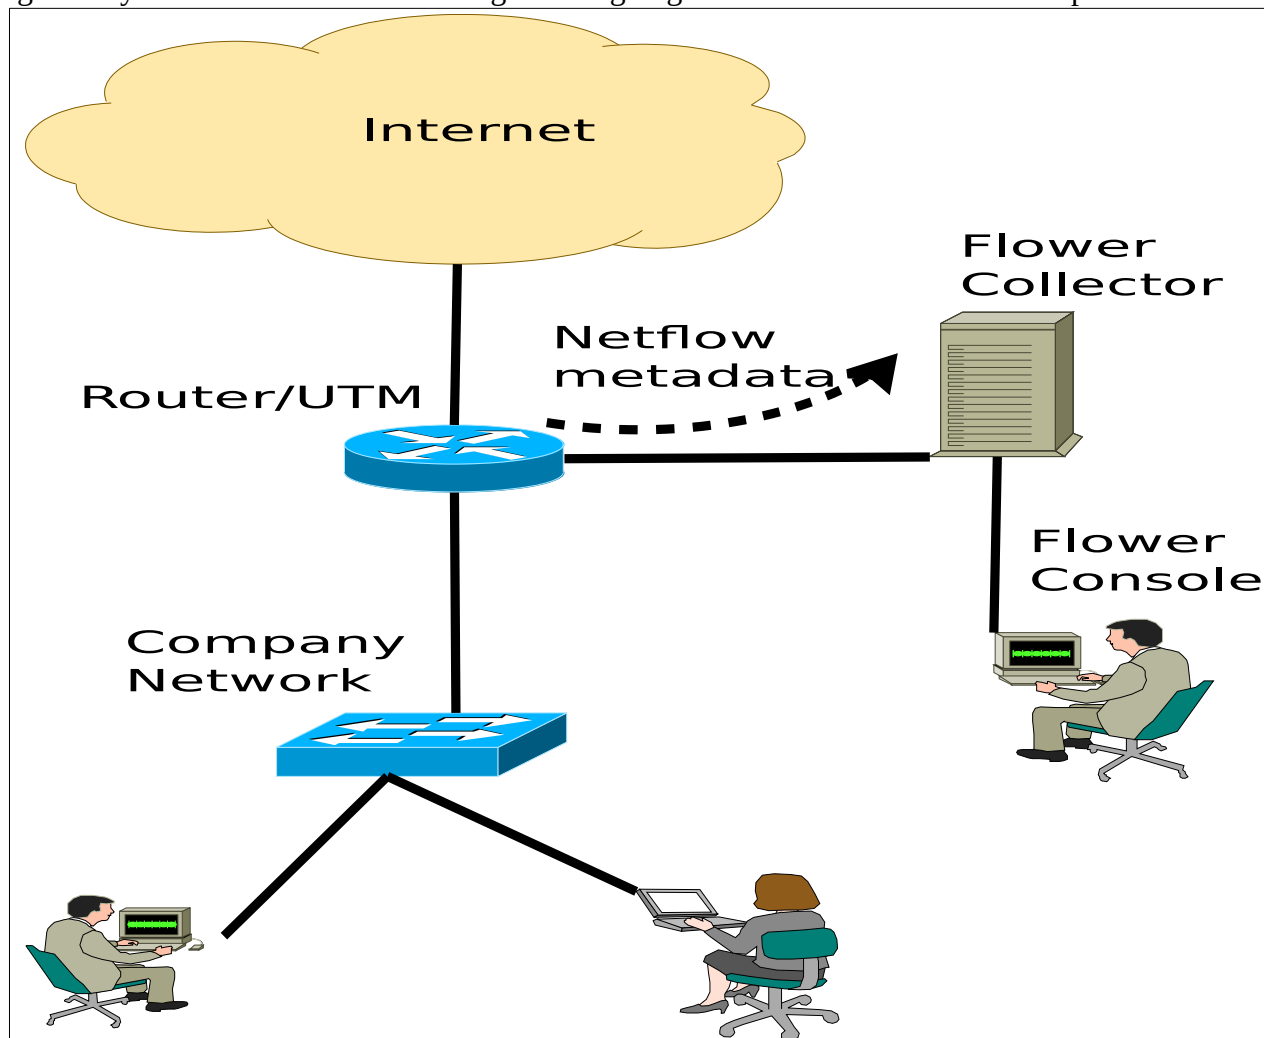 Internet
Flower
Collector
Netflow
metadata
Router/UTM
Flower
Console
Company
Network